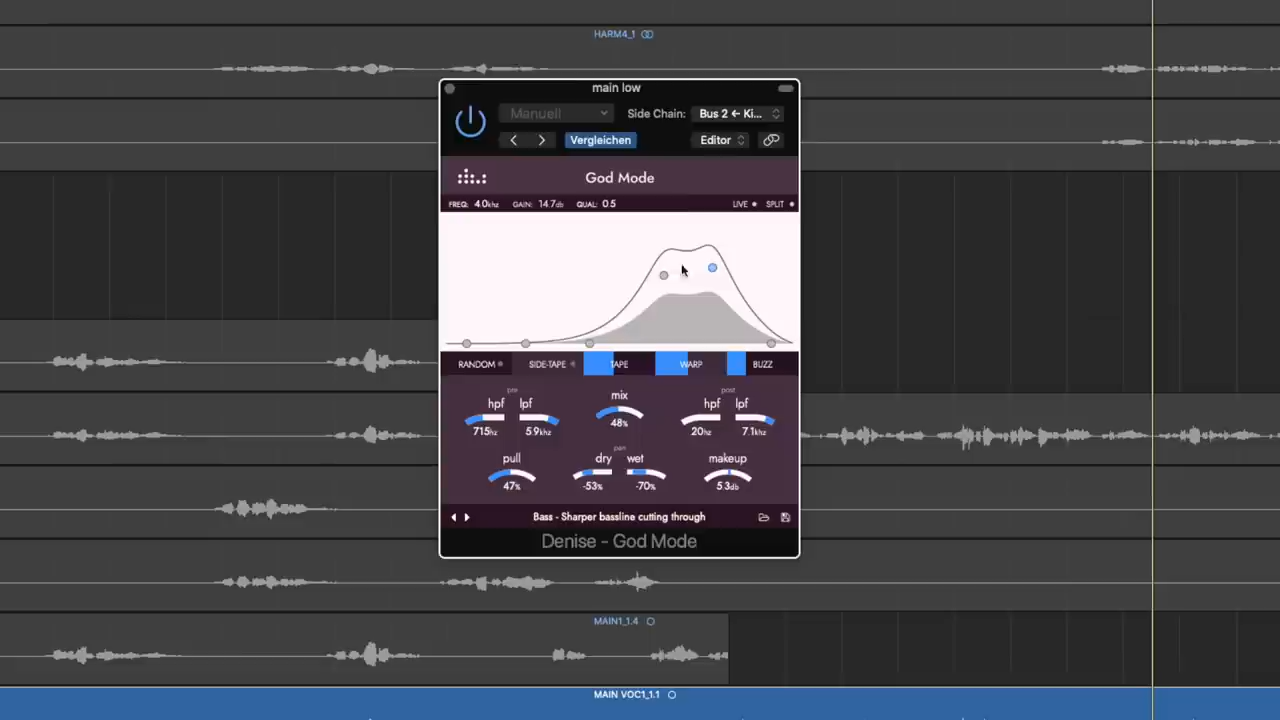 HARM4_1
main low
Manuell
Side Chain: Bus 2 ← Ki...
Vergleichen
Editor
God Mode
FREQ: 4.0khz GAIN: 14.7db QUAL: 0.5 LIVE SPLIT
RANDOM SIDE-TAPE TAPE WARP BUZZ
pre post
hpf lpf mix hpf lpf
715hz 5.9khz 48% 20hz 7.1khz
pan
pull dry wet makeup
47% -53% -70% 5.3db
Bass - Sharper bassline cutting through
Denise - God Mode
MAIN1_1.4
MAIN VOC1_1.1